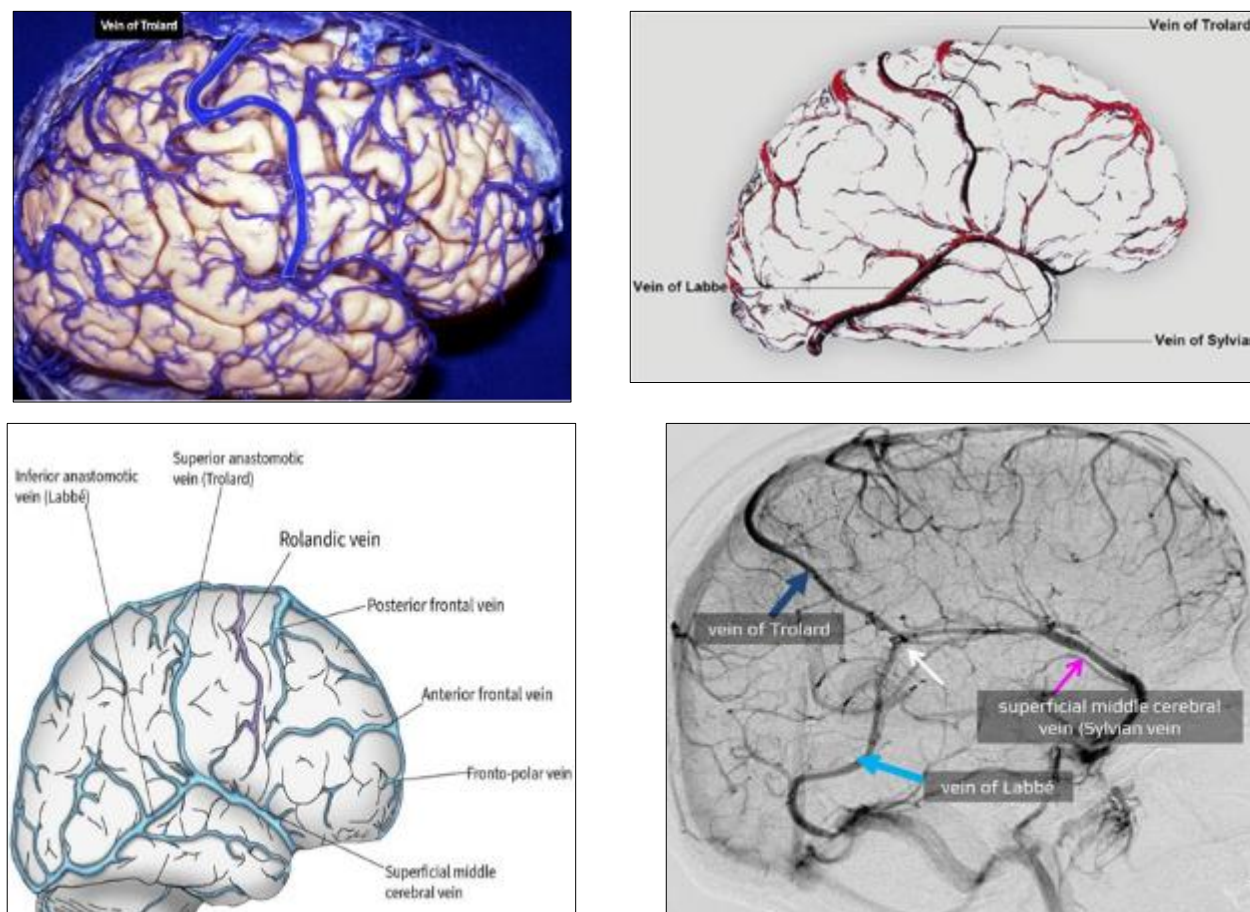 Vein of Trolard
Vein of Trolard
Vein of Labbe
Vein of Sylvia
Inferior anastomotic
vein (Labbé)
Superior anastomotic
vein (Trolard)
Rolandic vein
Posterior frontal vein
Anterior frontal vein
Fronto-polar vein
Superficial middle
cerebral vein
vein of Trolard
superficial middle cerebral
vein (Sylvian vein
vein of Labbé